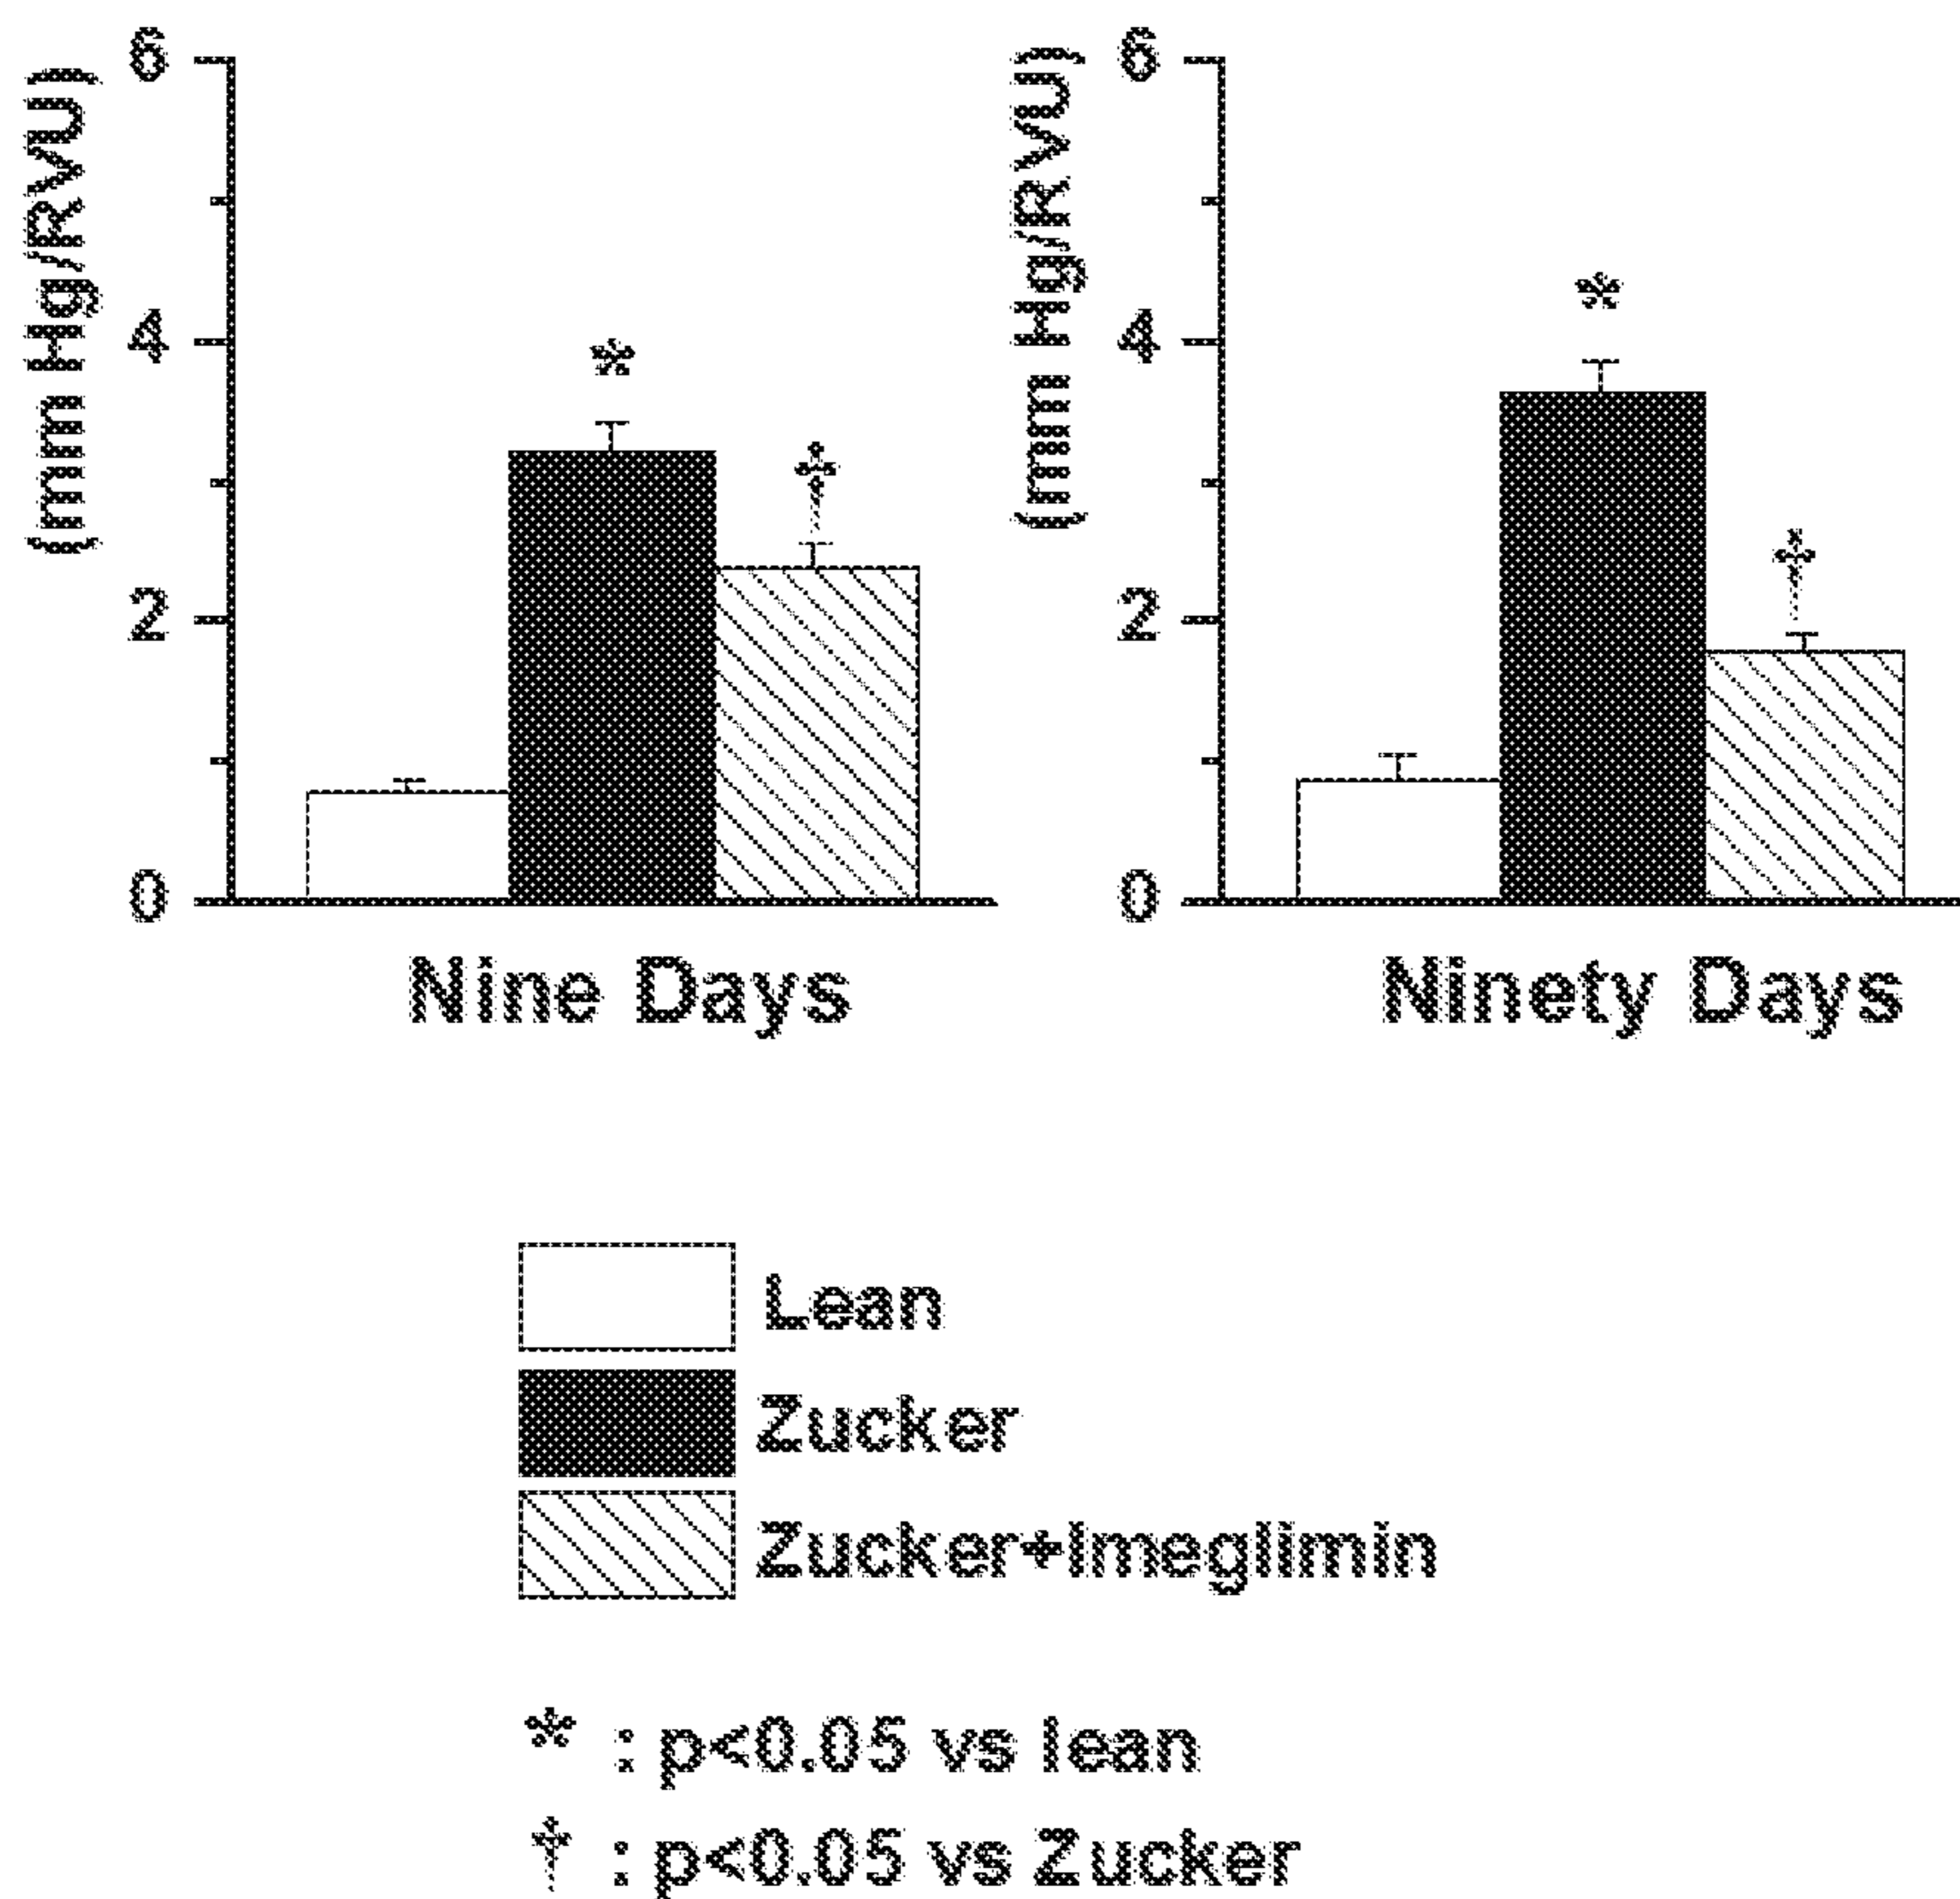 (mm Hg/RVU)
6
4
2
0
*
†
Nine Days
(mm Hg/RVU)
6
4
2
0
*
†
Ninety Days
Lean
Zucker
Zucker+Imeglimin
* : p<0.05 vs lean
† : p<0.05 vs Zucker